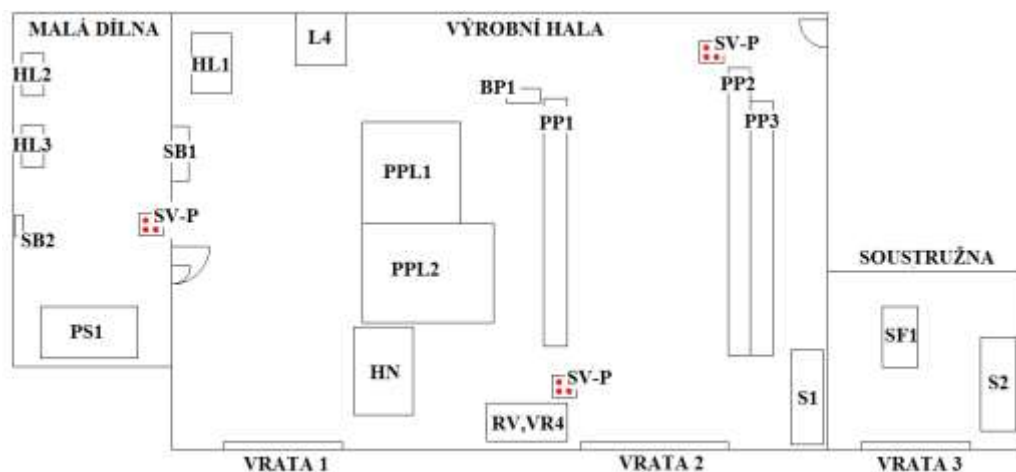 MALÁ DÍLNA
VÝROBNÍ HALA
L4
HL1
SV-P
HL2
BP1
PP2
PP1
PP3
HL3
SB1
PPL1
SV-P
SB2
PPL2
SOUSTRUŽNA
PS1
SF1
HN
SV-P
S1
S2
RV,VR4
VRATA 1
VRATA 2
VRATA 3